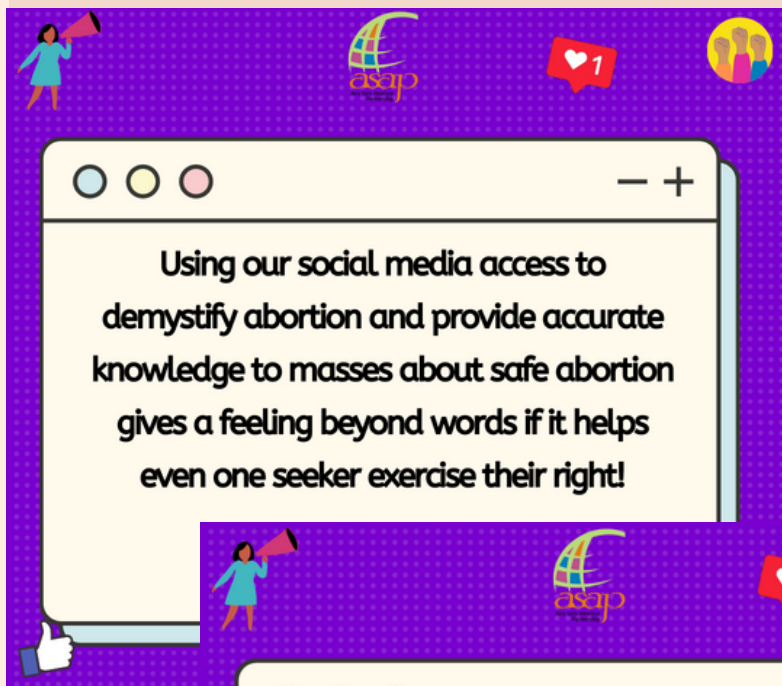 asap
1
Using our social media access to
demystify abortion and provide accurate
knowledge to masses about safe abortion
gives a feeling beyond words if it helps
even one seeker exercise their right!
asap